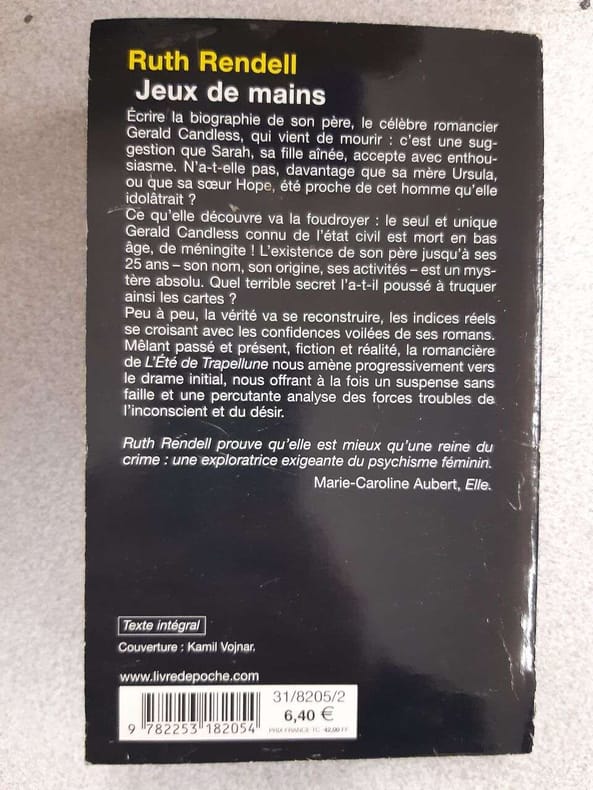 Ruth Rendell
Jeux de mains
Écrire la biographie de son père, le célèbre romancier
Gerald Candless, qui vient de mourir : c'est une sug-
gestion que Sarah, sa fille aînée, accepte avec enthou-
siasme. N'a-t-elle pas, davantage que sa mère Ursula,
ou que sa sœur Hope, été proche de cet homme qu'elle
idolâtrait ?
Ce qu'elle découvre va la foudroyer : le seul et unique
Gerald Candless connu de l'état civil est mort en bas
âge, de méningite ! L'existence de son père jusqu'à ses
25 ans – son nom, son origine, ses activités – est un mys-
tère absolu. Quel terrible secret l'a-t-il poussé à truquer
ainsi les cartes ?
Peu à peu, la vérité va se reconstruire, les indices réels
se croisant avec les confidences voilées de ses romans.
Mêlant passé et présent, fiction et réalité, la romancière
de L'Été de Trapellune nous amène progressivement vers
le drame initial, nous offrant à la fois un suspense sans
faille et une percutante analyse des forces troubles de
l'inconscient et du désir.
Ruth Rendell prouve qu'elle est mieux qu'une reine du
crime : une exploratrice exigeante du psychisme féminin.
Marie-Caroline Aubert, Elle.
Texte intégral
Couverture : Kamil Vojnar.
www.livredepoche.com
31/8205/2
6,40 €
PRIX FRANCE TC 42,00 FF
9 782253 182054